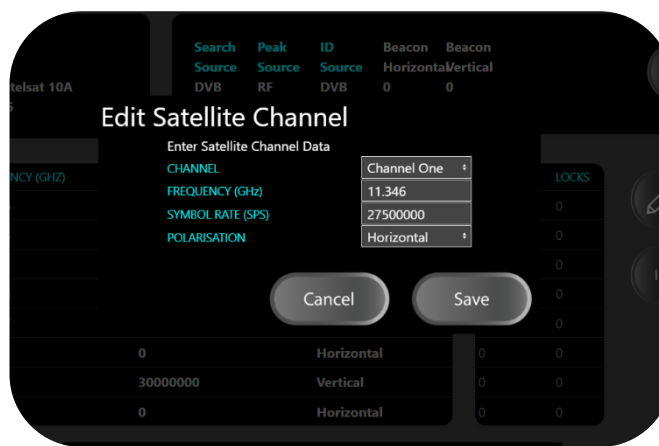 Search Peak ID Beacon Beacon
Source Source Source Horizontal Vertical
telsat 10A DVB RF DVB 0 0
Edit Satellite Channel
Enter Satellite Channel Data
CHANNEL Channel One
NCY (GHZ) LOCKS
FREQUENCY (GHz) 11.346
0
SYMBOL RATE (SPS) 27500000
POLARISATION Horizontal 0
0
Cancel Save 0
0
0 Horizontal 0 0
30000000 Vertical 0 0
0 Horizontal 0 0